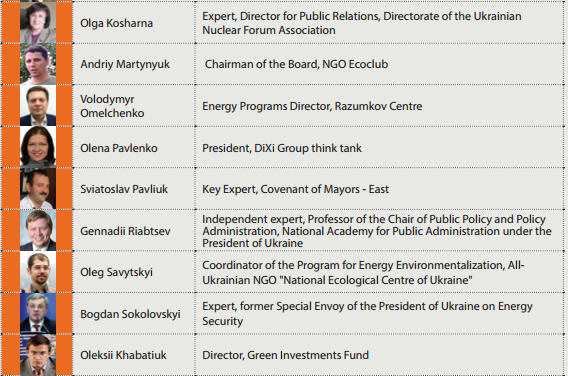 Olga Kosharna
Expert, Director for Public Relations, Directorate of the Ukrainian
Nuclear Forum Association
Andriy Martynyuk
Chairman of the Board, NGO Ecoclub
Volodymyr
Omelchenko
Energy Programs Director, Razumkov Centre
Olena Pavlenko
President, DiXi Group think tank
Sviatoslav Pavliuk
Key Expert, Covenant of Mayors - East
Gennadii Riabtsev
Independent expert, Professor of the Chair of Public Policy and Policy
Administration, National Academy for Public Administration under the
President of Ukraine
Oleg Savytskyi
Coordinator of the Program for Energy Environmentalization, All-
Ukrainian NGO "National Ecological Centre of Ukraine"
Bogdan Sokolovskyi
Expert, former Special Envoy of the President of Ukraine on Energy
Security
Oleksii Khabatiuk
Director, Green Investments Fund